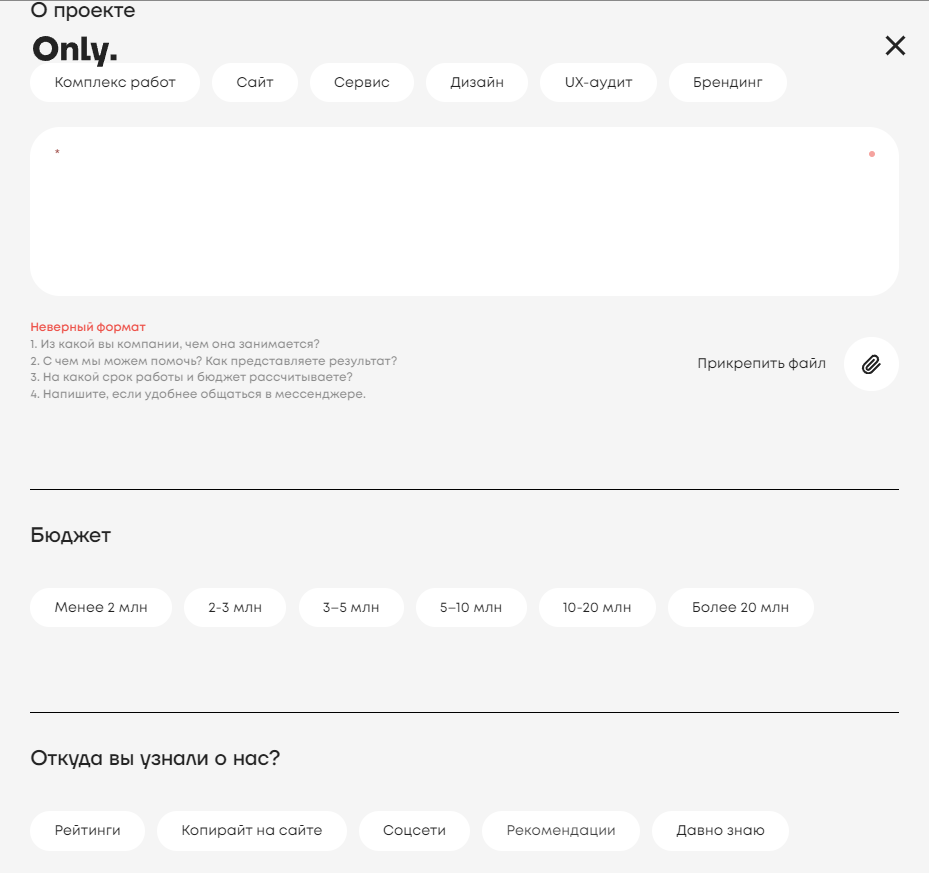 О проекте
Only.
Комплекс работ
Сайт
Сервис
Дизайн
UX-аудит
Брендинг
*
Неверный формат
1. Из какой вы компании, чем она занимается?
2. С чем мы можем помочь? Как представляете результат?
3. На какой срок работы и бюджет рассчитываете?
4. Напишите, если удобнее общаться в мессенджере.
Прикрепить файл
Бюджет
Менее 2 млн
2-3 млн
3–5 млн
5–10 млн
10-20 млн
Более 20 млн
Откуда вы узнали о нас?
Рейтинги
Копирайт на сайте
Соцсети
Рекомендации
Давно знаю